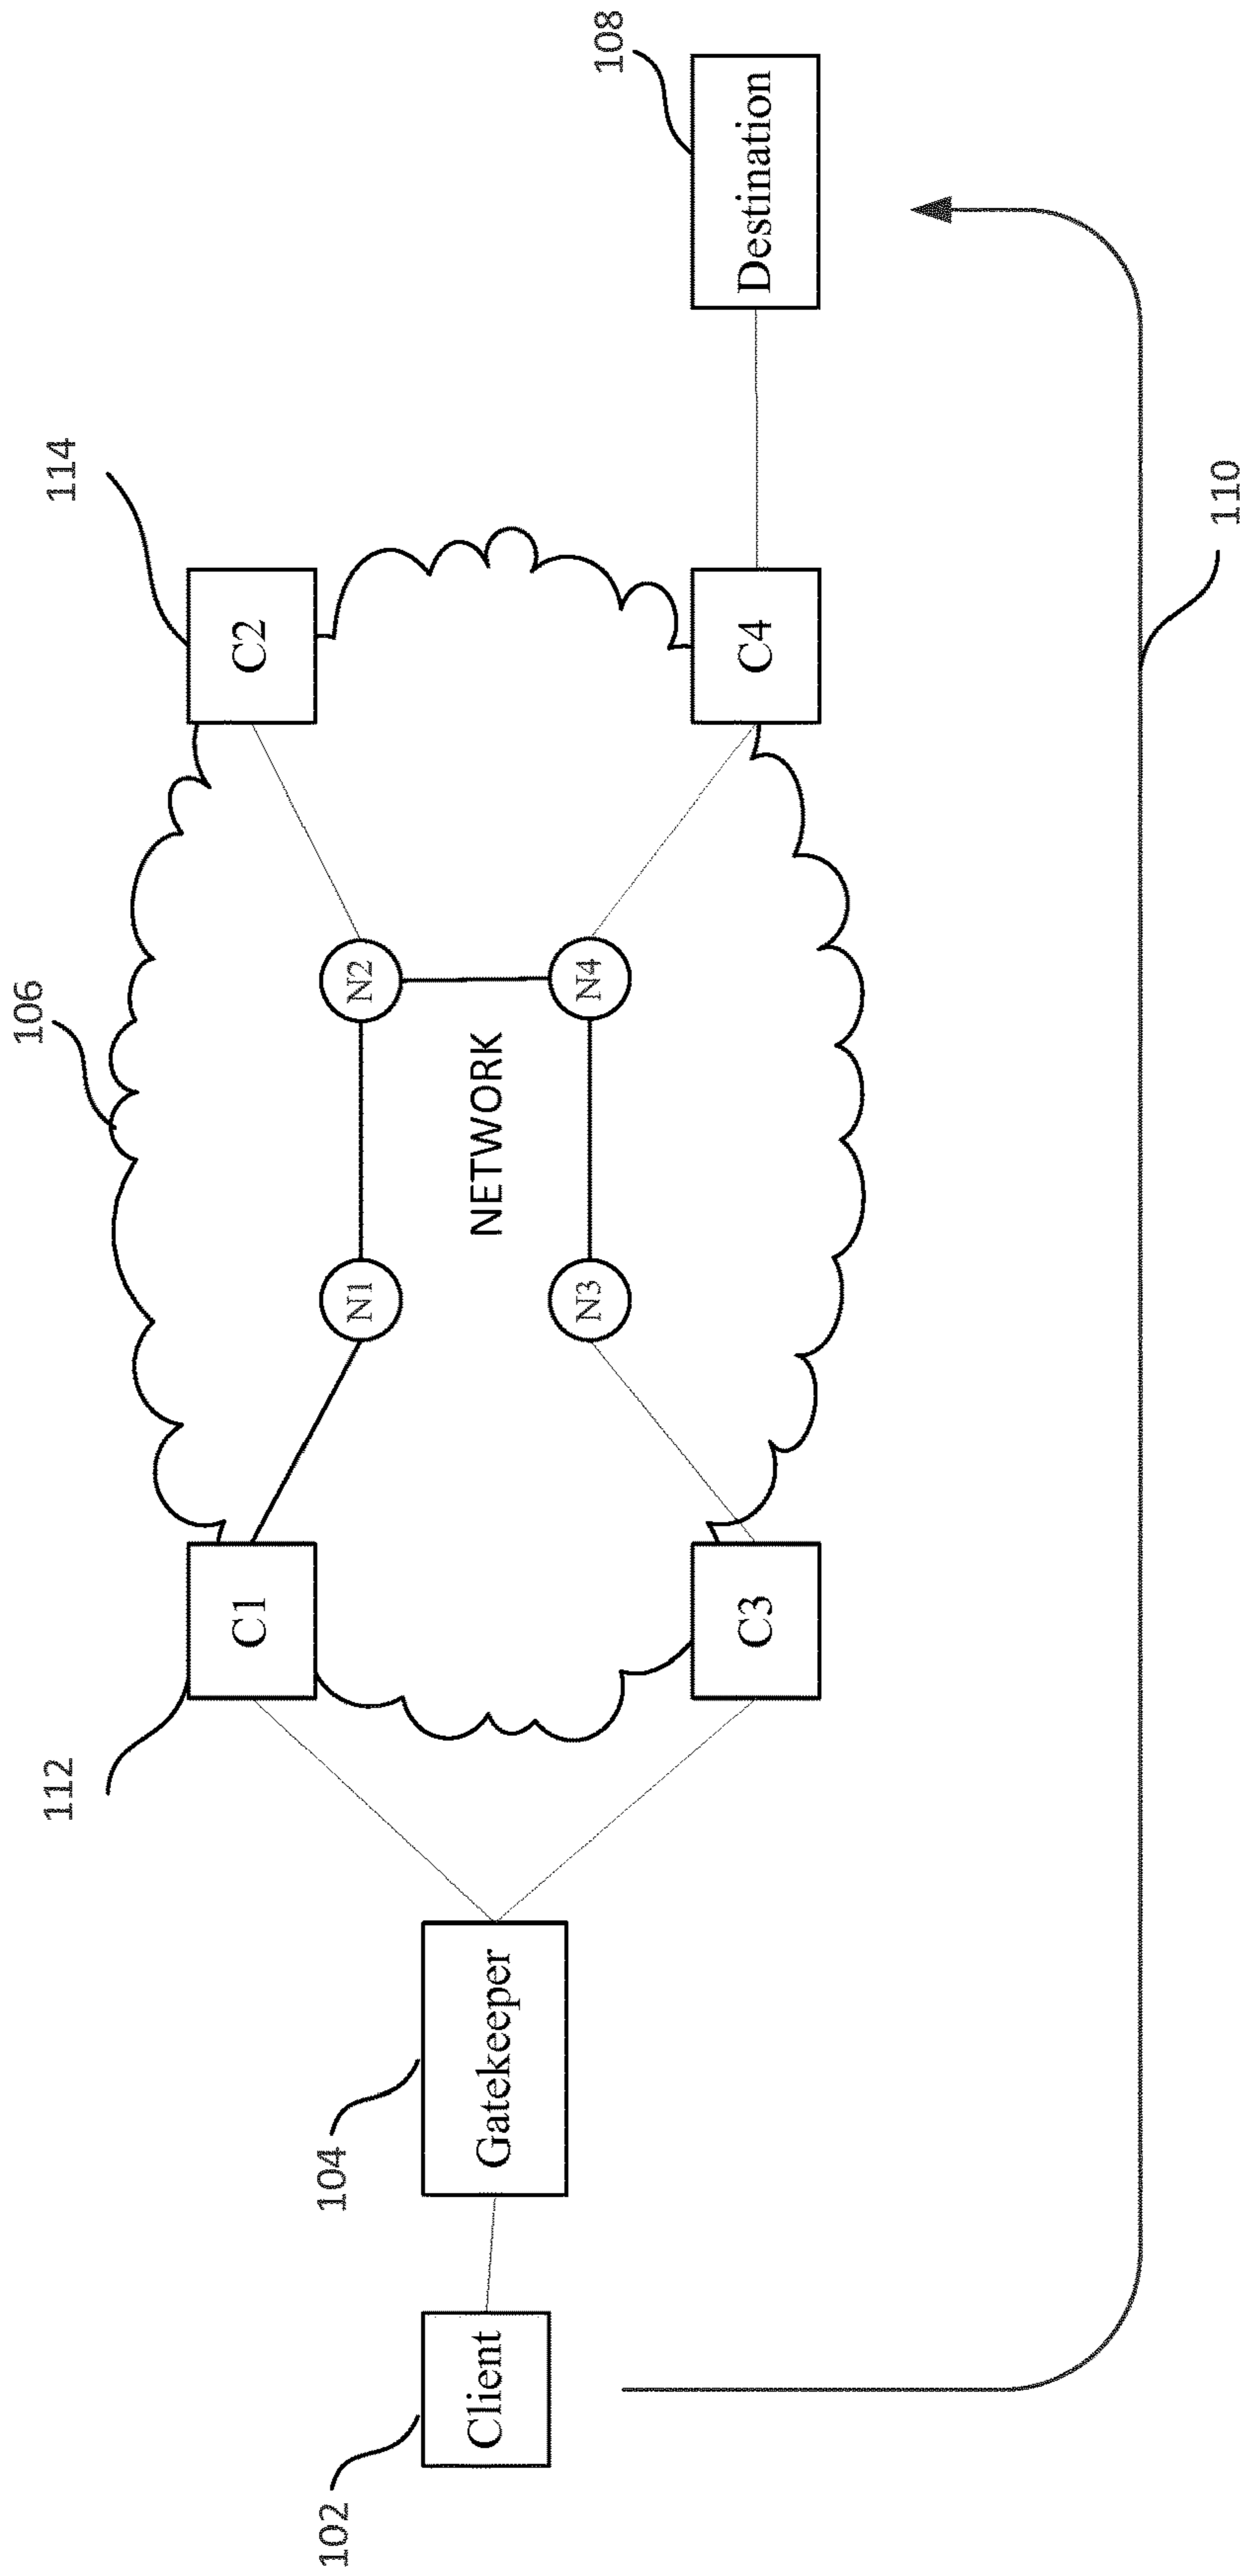 106
114
108
112
C1
C2
N1
N2
104
102
Client
Gatekeeper
NETWORK
N3
N4
C3
C4
Destination
110